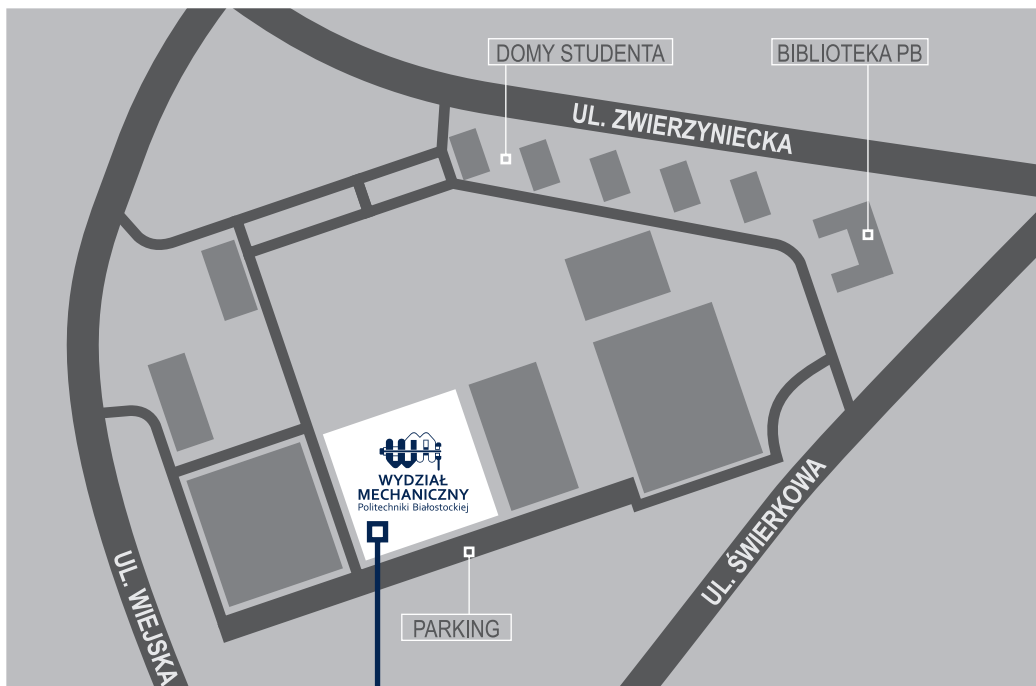 DOMY STUDENTA
BIBLIOTEKA PB
UL. ZWIERZYNIECKA
WYDZIAŁ
MECHANICZNY
Politechniki Białostockiej
UL. ŚWIERKOWA
UL. WIEJSKA
PARKING